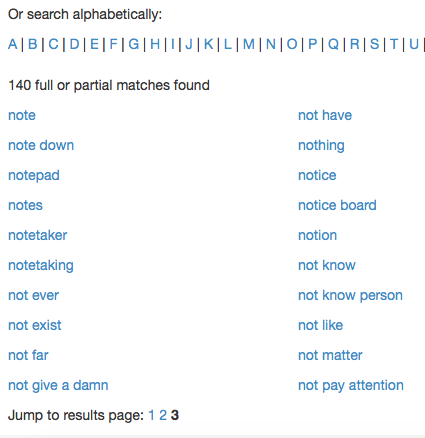 Or search alphabetically:
A | B | C | D | E | F | G | H | I | J | K | L | M | N | O | P | Q | R | S | T | U |
140 full or partial matches found
note
note down
notepad
notes
notetaker
notetaking
not ever
not exist
not far
not give a damn
not have
nothing
notice
notice board
notion
not know
not know person
not like
not matter
not pay attention
Jump to results page: 1 2 3